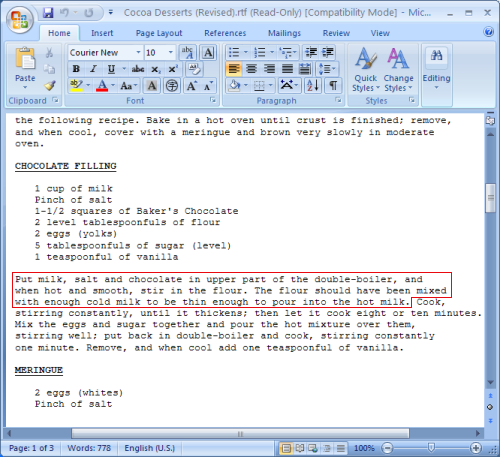 Cocoa Desserts (Revised).rtf (Read-Only) [Compatibility Mode] - Mic...
Home Insert Page Layout References Mailings Review View
Courier New 10
Paste
Quick Styles
Change Styles
Editing
Clipboard Font Paragraph Styles
the following recipe. Bake in a hot oven until crust is finished; remove,
and when cool, cover with a meringue and brown very slowly in moderate
oven.
CHOCOLATE FILLING
1 cup of milk
Pinch of salt
1-1/2 squares of Baker's Chocolate
2 level tablespoonfuls of flour
2 eggs (yolks)
5 tablespoonfuls of sugar (level)
1 teaspoonful of vanilla
Put milk, salt and chocolate in upper part of the double-boiler, and
when hot and smooth, stir in the flour. The flour should have been mixed
with enough cold milk to be thin enough to pour into the hot milk. Cook,
stirring constantly, until it thickens; then let it cook eight or ten minutes.
Mix the eggs and sugar together and pour the hot mixture over them,
stirring well; put back in double-boiler and cook, stirring constantly
one minute. Remove, and when cool add one teaspoonful of vanilla.
MERINGUE
2 eggs (whites)
Pinch of salt
Page: 1 of 3 Words: 778 English (U.S.) 100%